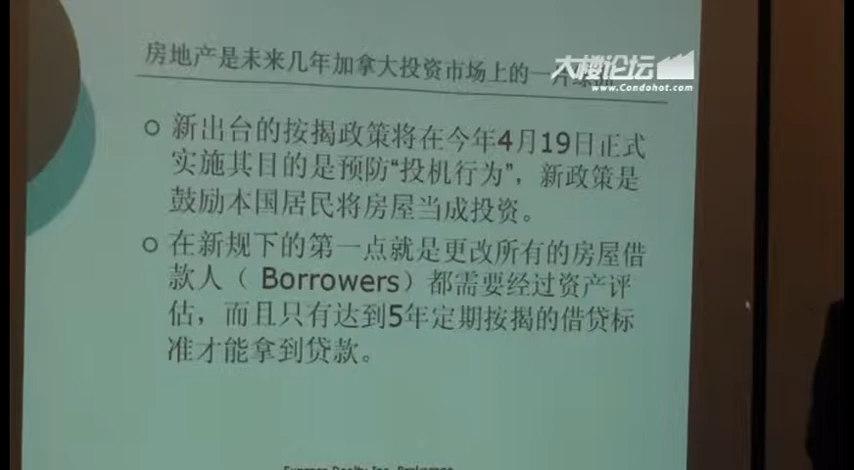 房地产是未来几年加拿大投资市场上的一片绿洲
大楼论坛
www.Condohot.com
新出台的按揭政策将在今年4月19日正式
实施其目的是预防“投机行为”，新政策是
鼓励本国居民将房屋当成投资。
在新规下的第一点就是更改所有的房屋借
款人（ Borrowers）都需要经过资产评
估，而且只有达到5年定期按揭的借贷标
准才能拿到贷款。